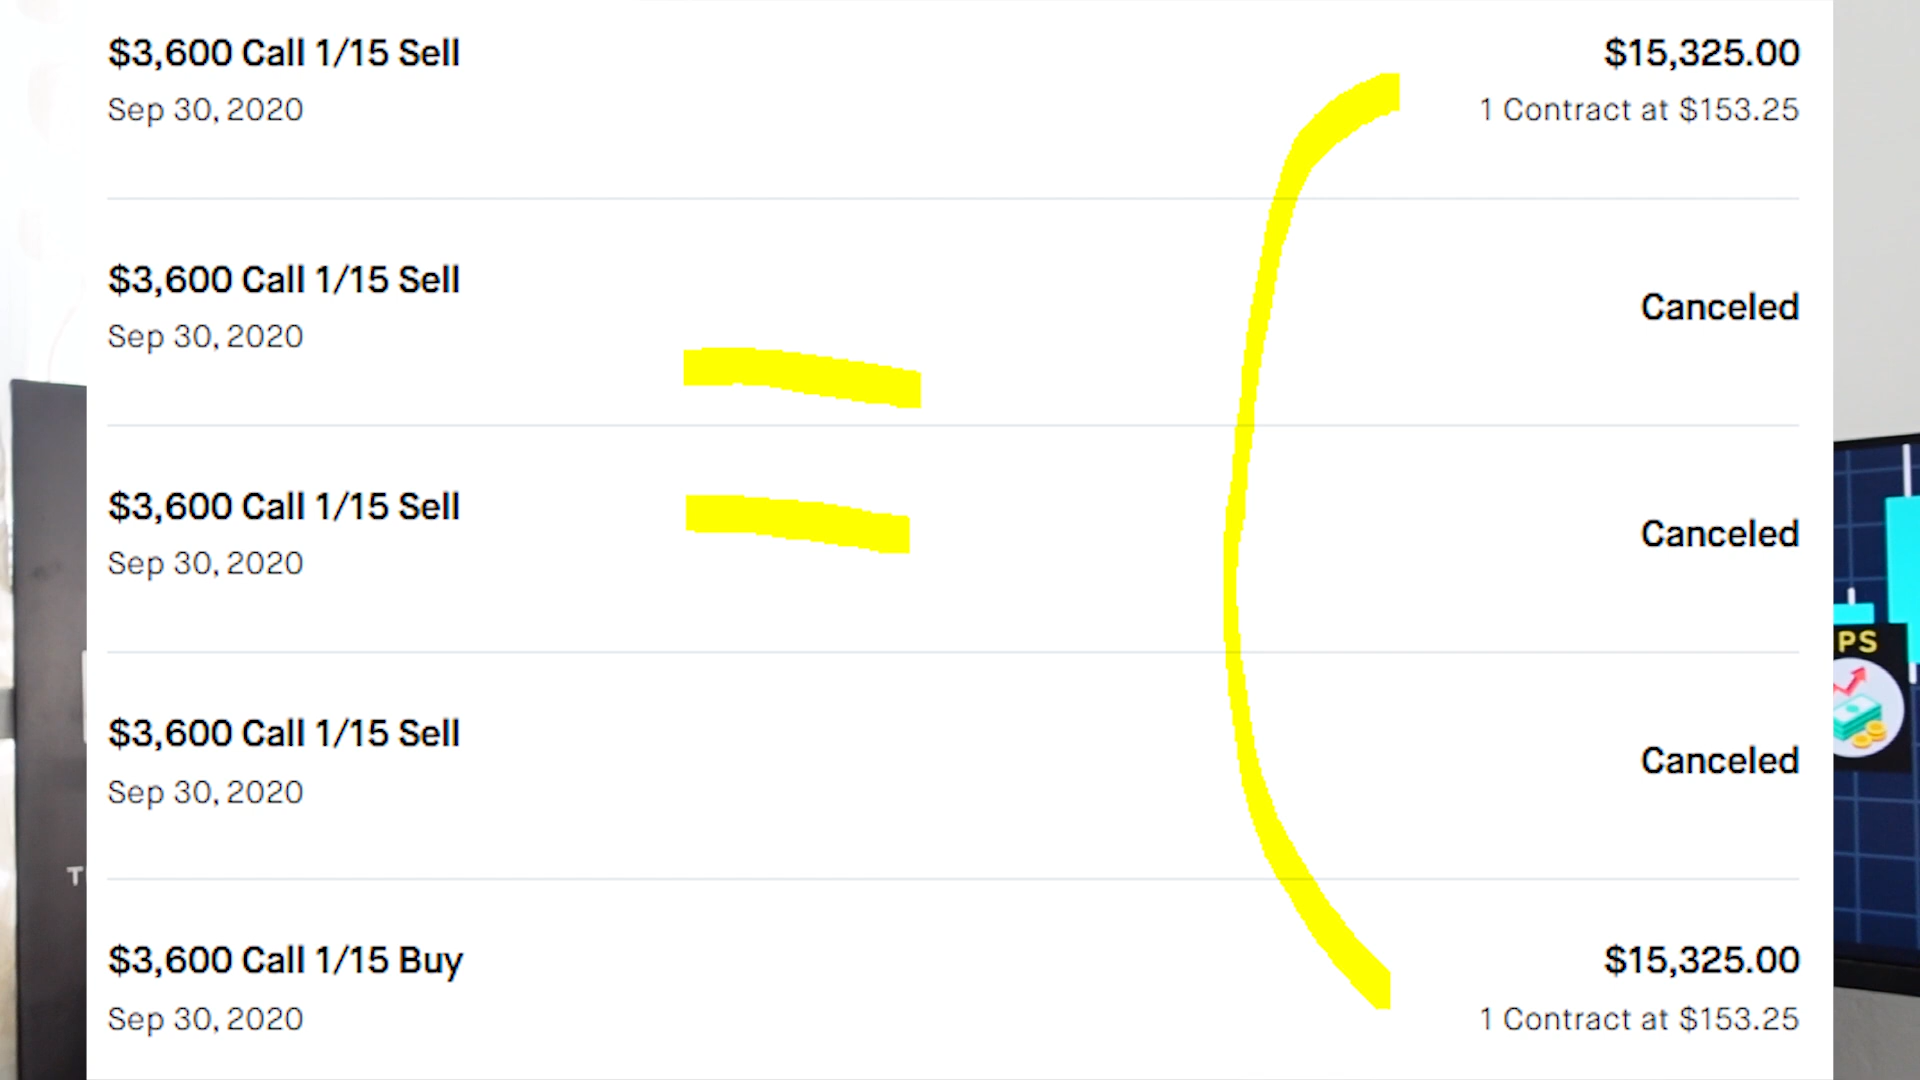 $3,600 Call 1/15 Sell
$15,325.00
Sep 30, 2020
1 Contract at $153.25
$3,600 Call 1/15 Sell
Sep 30, 2020
Canceled
$3,600 Call 1/15 Sell
Sep 30, 2020
Canceled
$3,600 Call 1/15 Sell
Sep 30, 2020
Canceled
$3,600 Call 1/15 Buy
$15,325.00
Sep 30, 2020
1 Contract at $153.25
PS
T